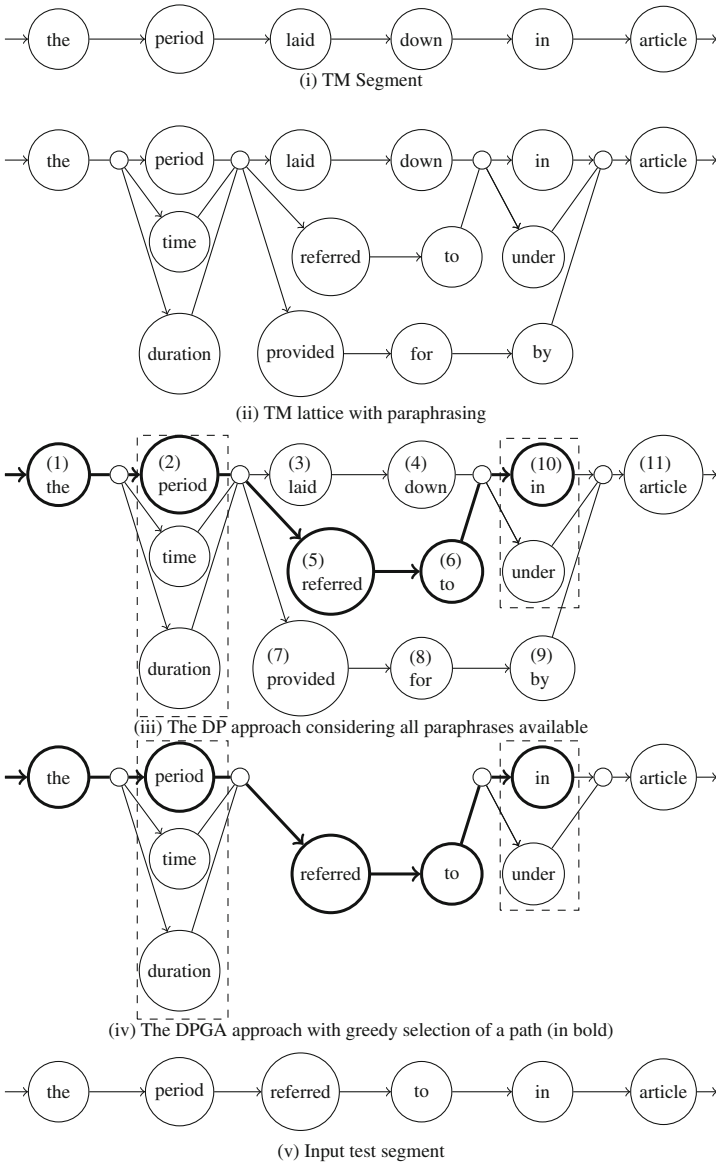 the period laid down in article
(i) TM Segment
the period laid down in article
time referred to under
duration provided for by
(ii) TM lattice with paraphrasing
(1) (2) (3) (4) (10) (11)
the period laid down in article
time (5) (6) under
referred to
duration (7) (8) (9)
provided for by
(iii) The DP approach considering all paraphrases available
the period in article
time referred to under
duration
(iv) The DPGA approach with greedy selection of a path (in bold)
the period referred to in article
(v) Input test segment